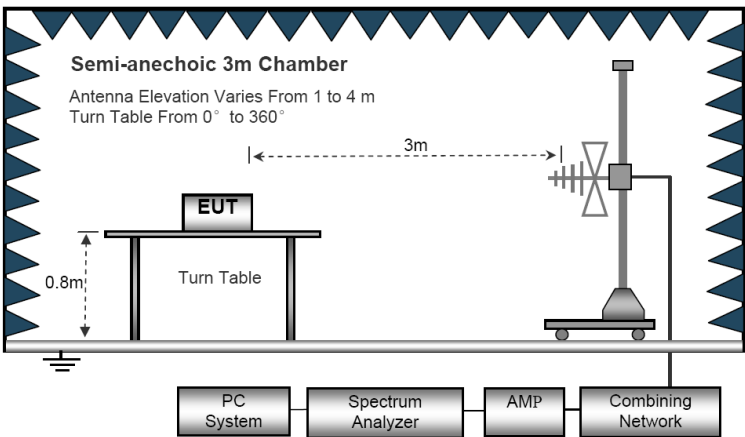 Semi-anechoic 3m Chamber
Antenna Elevation Varies From 1 to 4 m
Turn Table From 0° to 360°
3m
EUT
0.8m
Turn Table
PC
System
Spectrum
Analyzer
AMP
Combining
Network